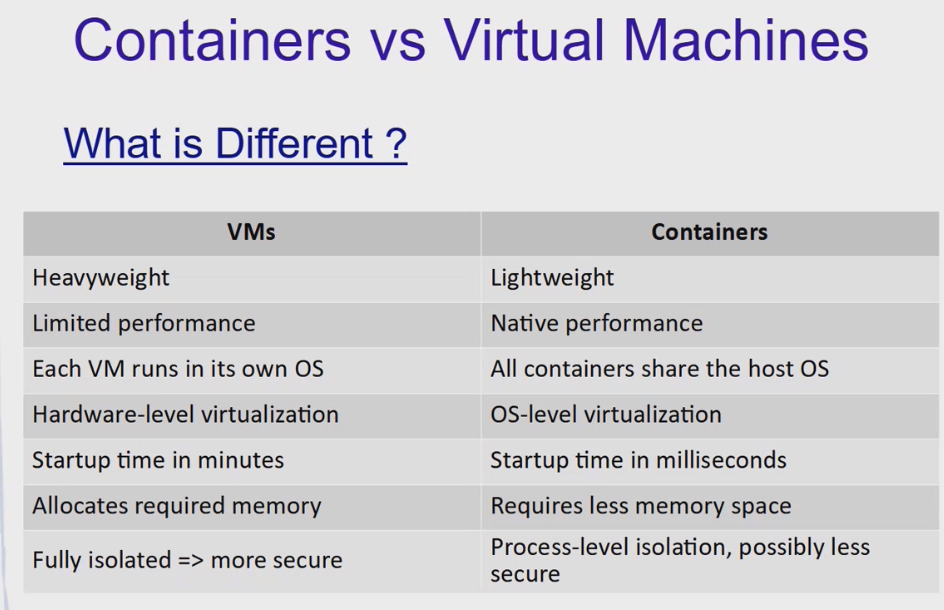 Containers vs Virtual Machines
What is Different ?
VMs
Containers
Heavyweight
Lightweight
Limited performance
Native performance
Each VM runs in its own OS
All containers share the host OS
Hardware-level virtualization
OS-level virtualization
Startup time in minutes
Startup time in milliseconds
Allocates required memory
Requires less memory space
Fully isolated => more secure
Process-level isolation, possibly less
secure